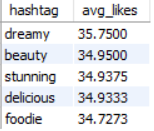 hashtag avg_likes
dreamy 35.7500
beauty 34.9500
stunning 34.9375
delicious 34.9333
foodie 34.7273